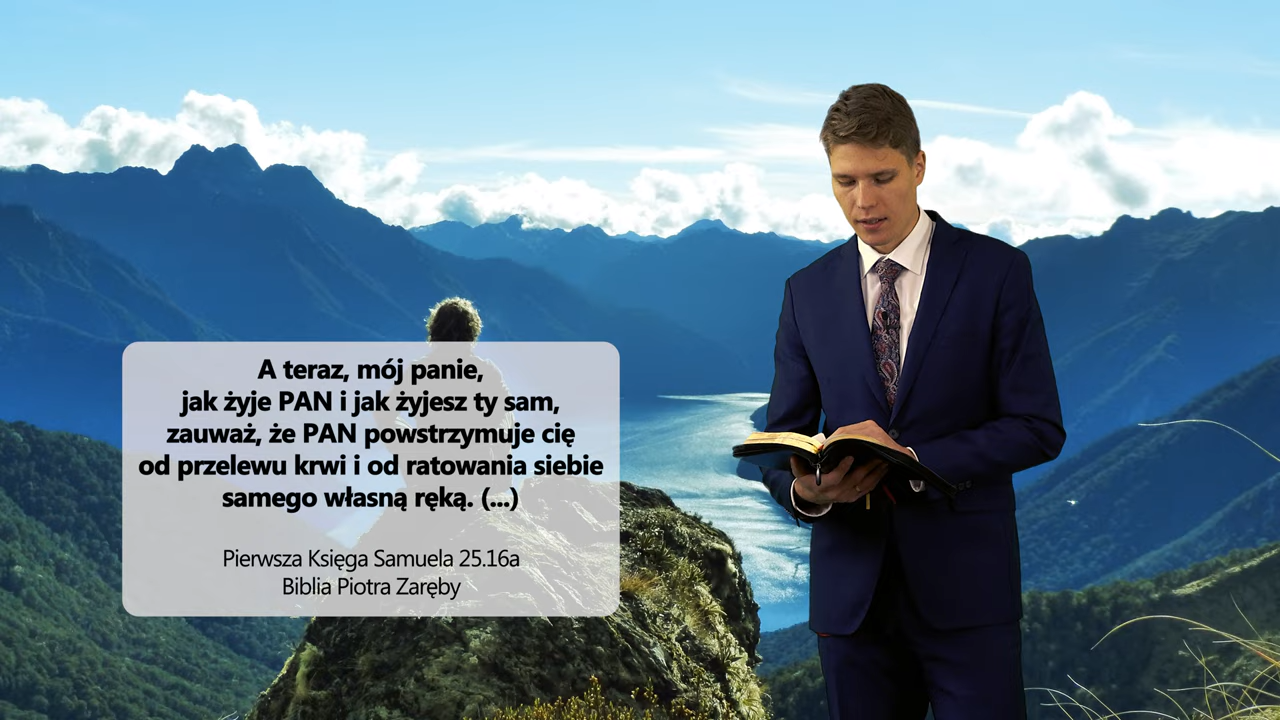 A teraz, mój panie,
jak żyje PAN i jak żyjesz ty sam,
zauważ, że PAN powstrzymuje cię
od przelewu krwi i od ratowania siebie
samego własną ręką. (...)
Pierwsza Księga Samuela 25.16a
Biblia Piotra Zaręby